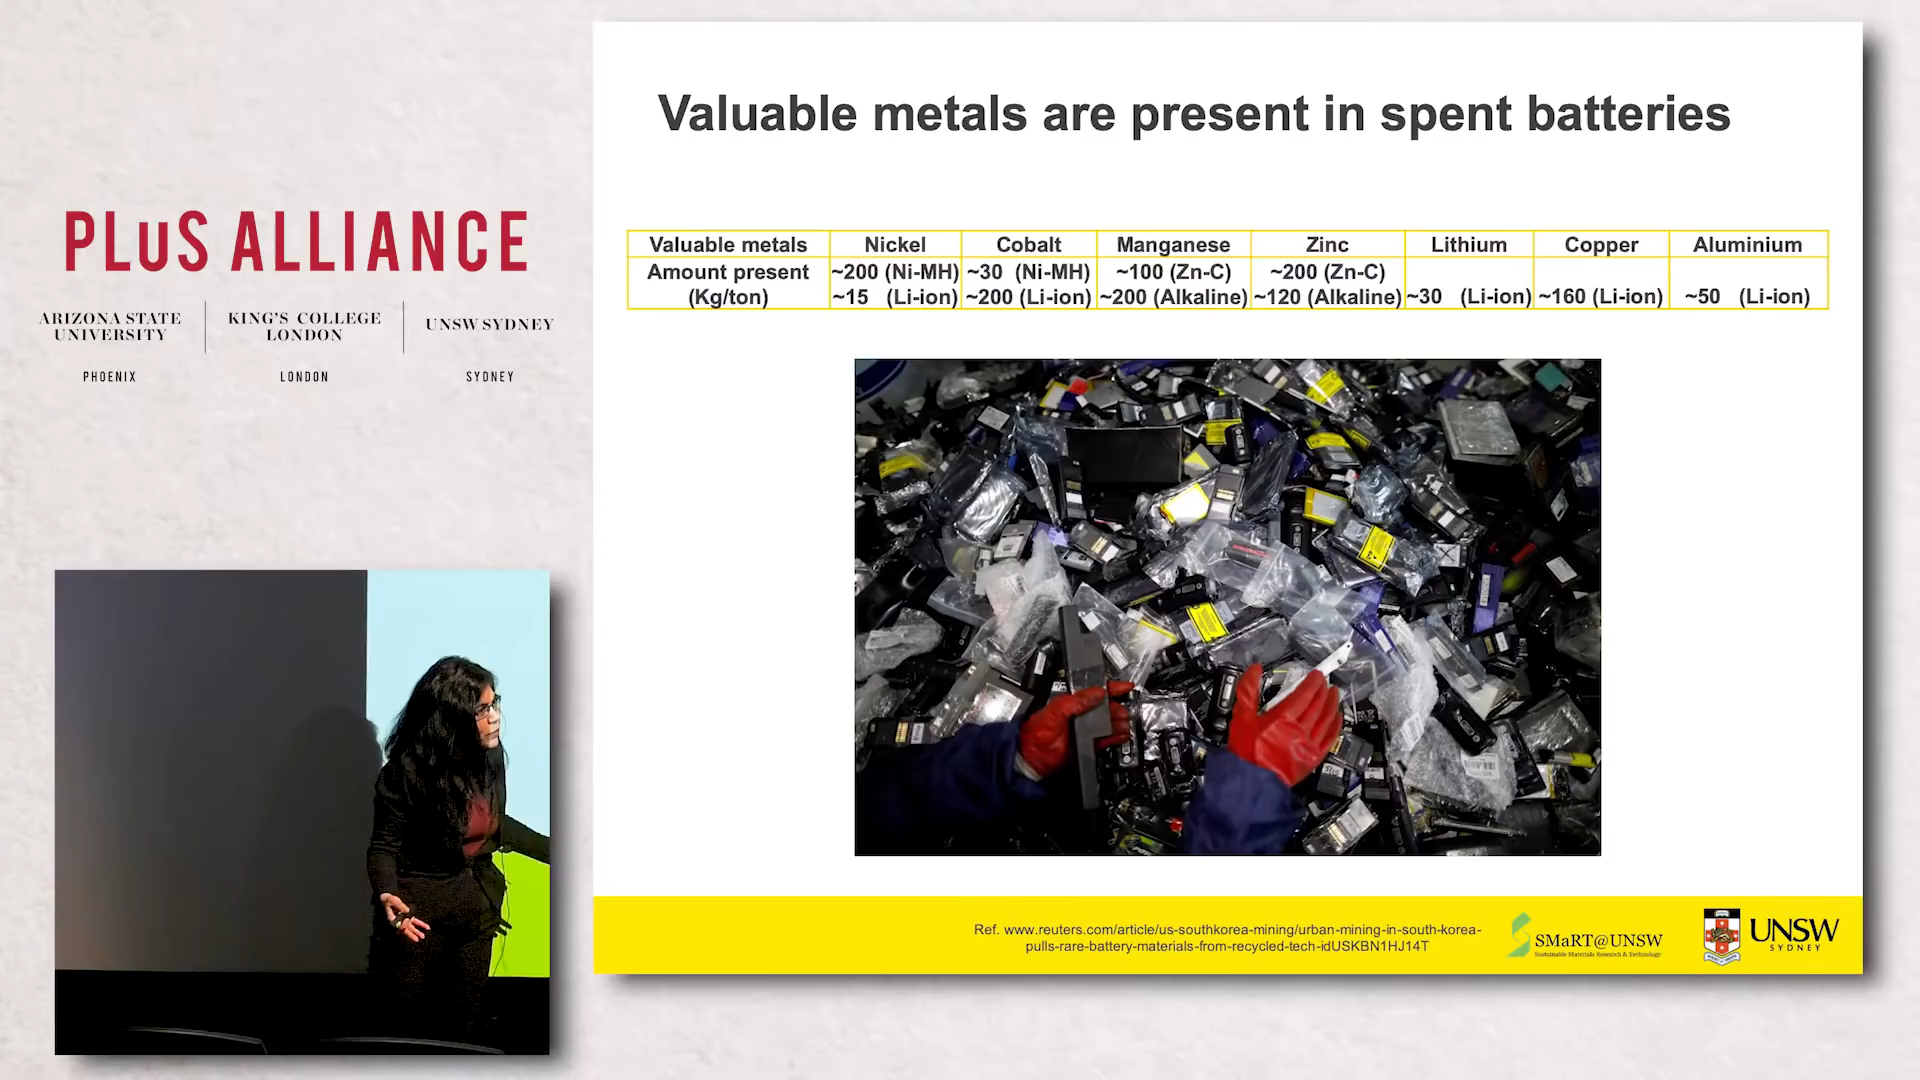 PLuS ALLIANCE
ARIZONA STATE UNIVERSITY
PHOENIX
KING'S COLLEGE LONDON
LONDON
UNSW SYDNEY
SYDNEY
Valuable metals are present in spent batteries
Valuable metals Nickel Cobalt Manganese Zinc Lithium Copper Aluminium
Amount present ~200 (Ni-MH) ~30 (Ni-MH) ~100 (Zn-C) ~200 (Zn-C)
(Kg/ton) ~15 (Li-ion) ~200 (Li-ion) ~200 (Alkaline) ~120 (Alkaline) ~30 (Li-ion) ~160 (Li-ion) ~50 (Li-ion)
Ref. www.reuters.com/article/us-southkorea-mining/urban-mining-in-south-korea-
pulls-rare-battery-materials-from-recycled-tech-idUSKBN1HJ14T
SMaRT@UNSW
Sustainable Materials Research & Technology
UNSW
SYDNEY